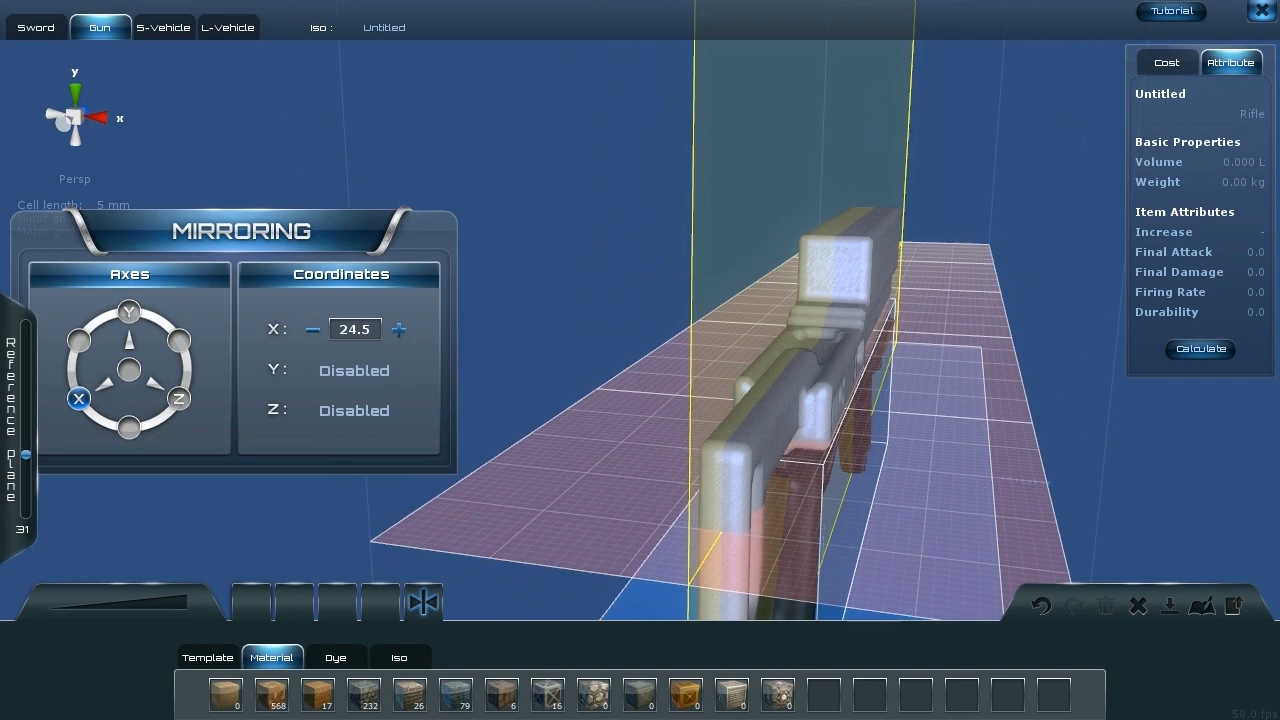 Sword
Gun
S-Vehicle
L-Vehicle
Iso :
Untitled
Tutorial
y
x
Persp
Cell length: 5 mm
MIRRORING
Axes
Y
X
Z
Coordinates
X: 24.5
Y: Disabled
Z: Disabled
Reference Plane
31
Cost
Attribute
Untitled
Rifle
Basic Properties
Volume 0.000 L
Weight 0.00 kg
Item Attributes
Increase -
Final Attack 0.0
Final Damage 0.0
Firing Rate 0.0
Durability 0.0
Calculate
Template
Material
Dye
Iso
0 568 17 232 26 79 6 16 0 0 0 0 0
58.0 fps